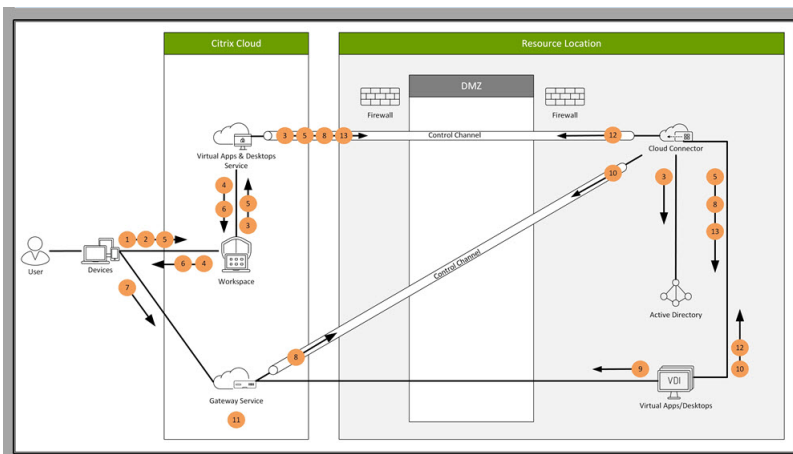 Citrix Cloud
Resource Location
DMZ
Firewall
Firewall
3 5 8 13
Control Channel
12
Virtual Apps & Desktops
Service
Cloud Connector
4
6
5
3
10
3
5
8
13
1 2 5
User
Devices
6 4
Workspace
Control Channel
7
Active Directory
8
12
10
9
VDI
Gateway Service
Virtual Apps/Desktops
11